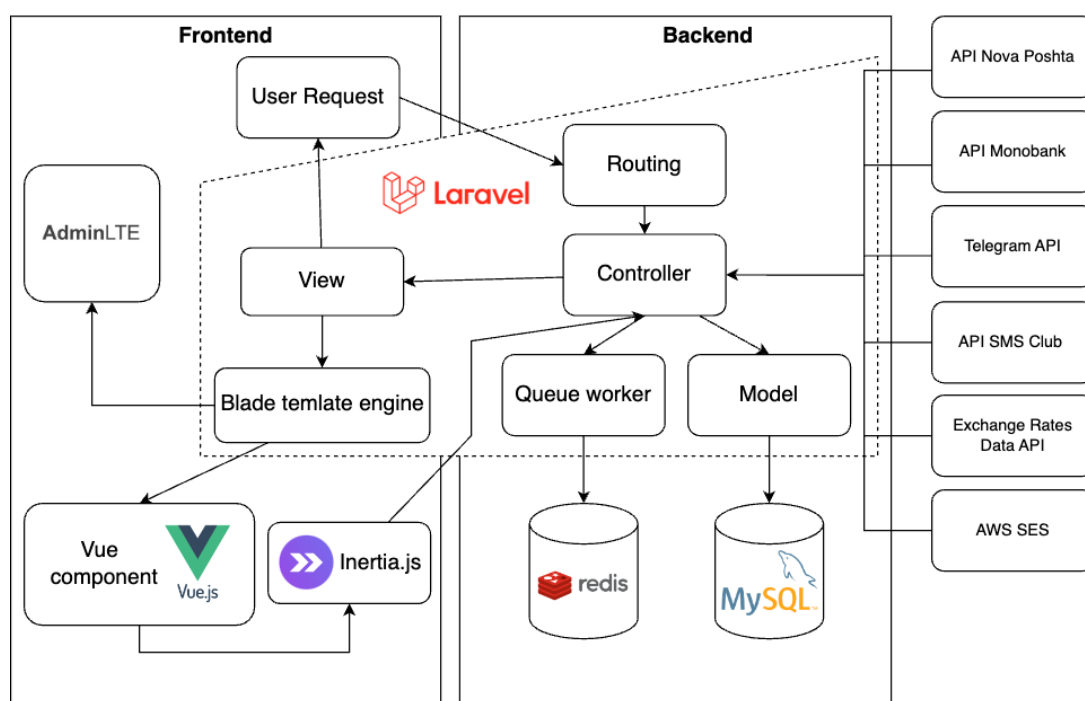 Frontend
Backend
User Request
Routing
Laravel
AdminLTE
View
Controller
Blade temlate engine
Queue worker
Model
Vue
component
Vue.js
Inertia.js
redis
MySQL
API Nova Poshta
API Monobank
Telegram API
API SMS Club
Exchange Rates
Data API
AWS SES